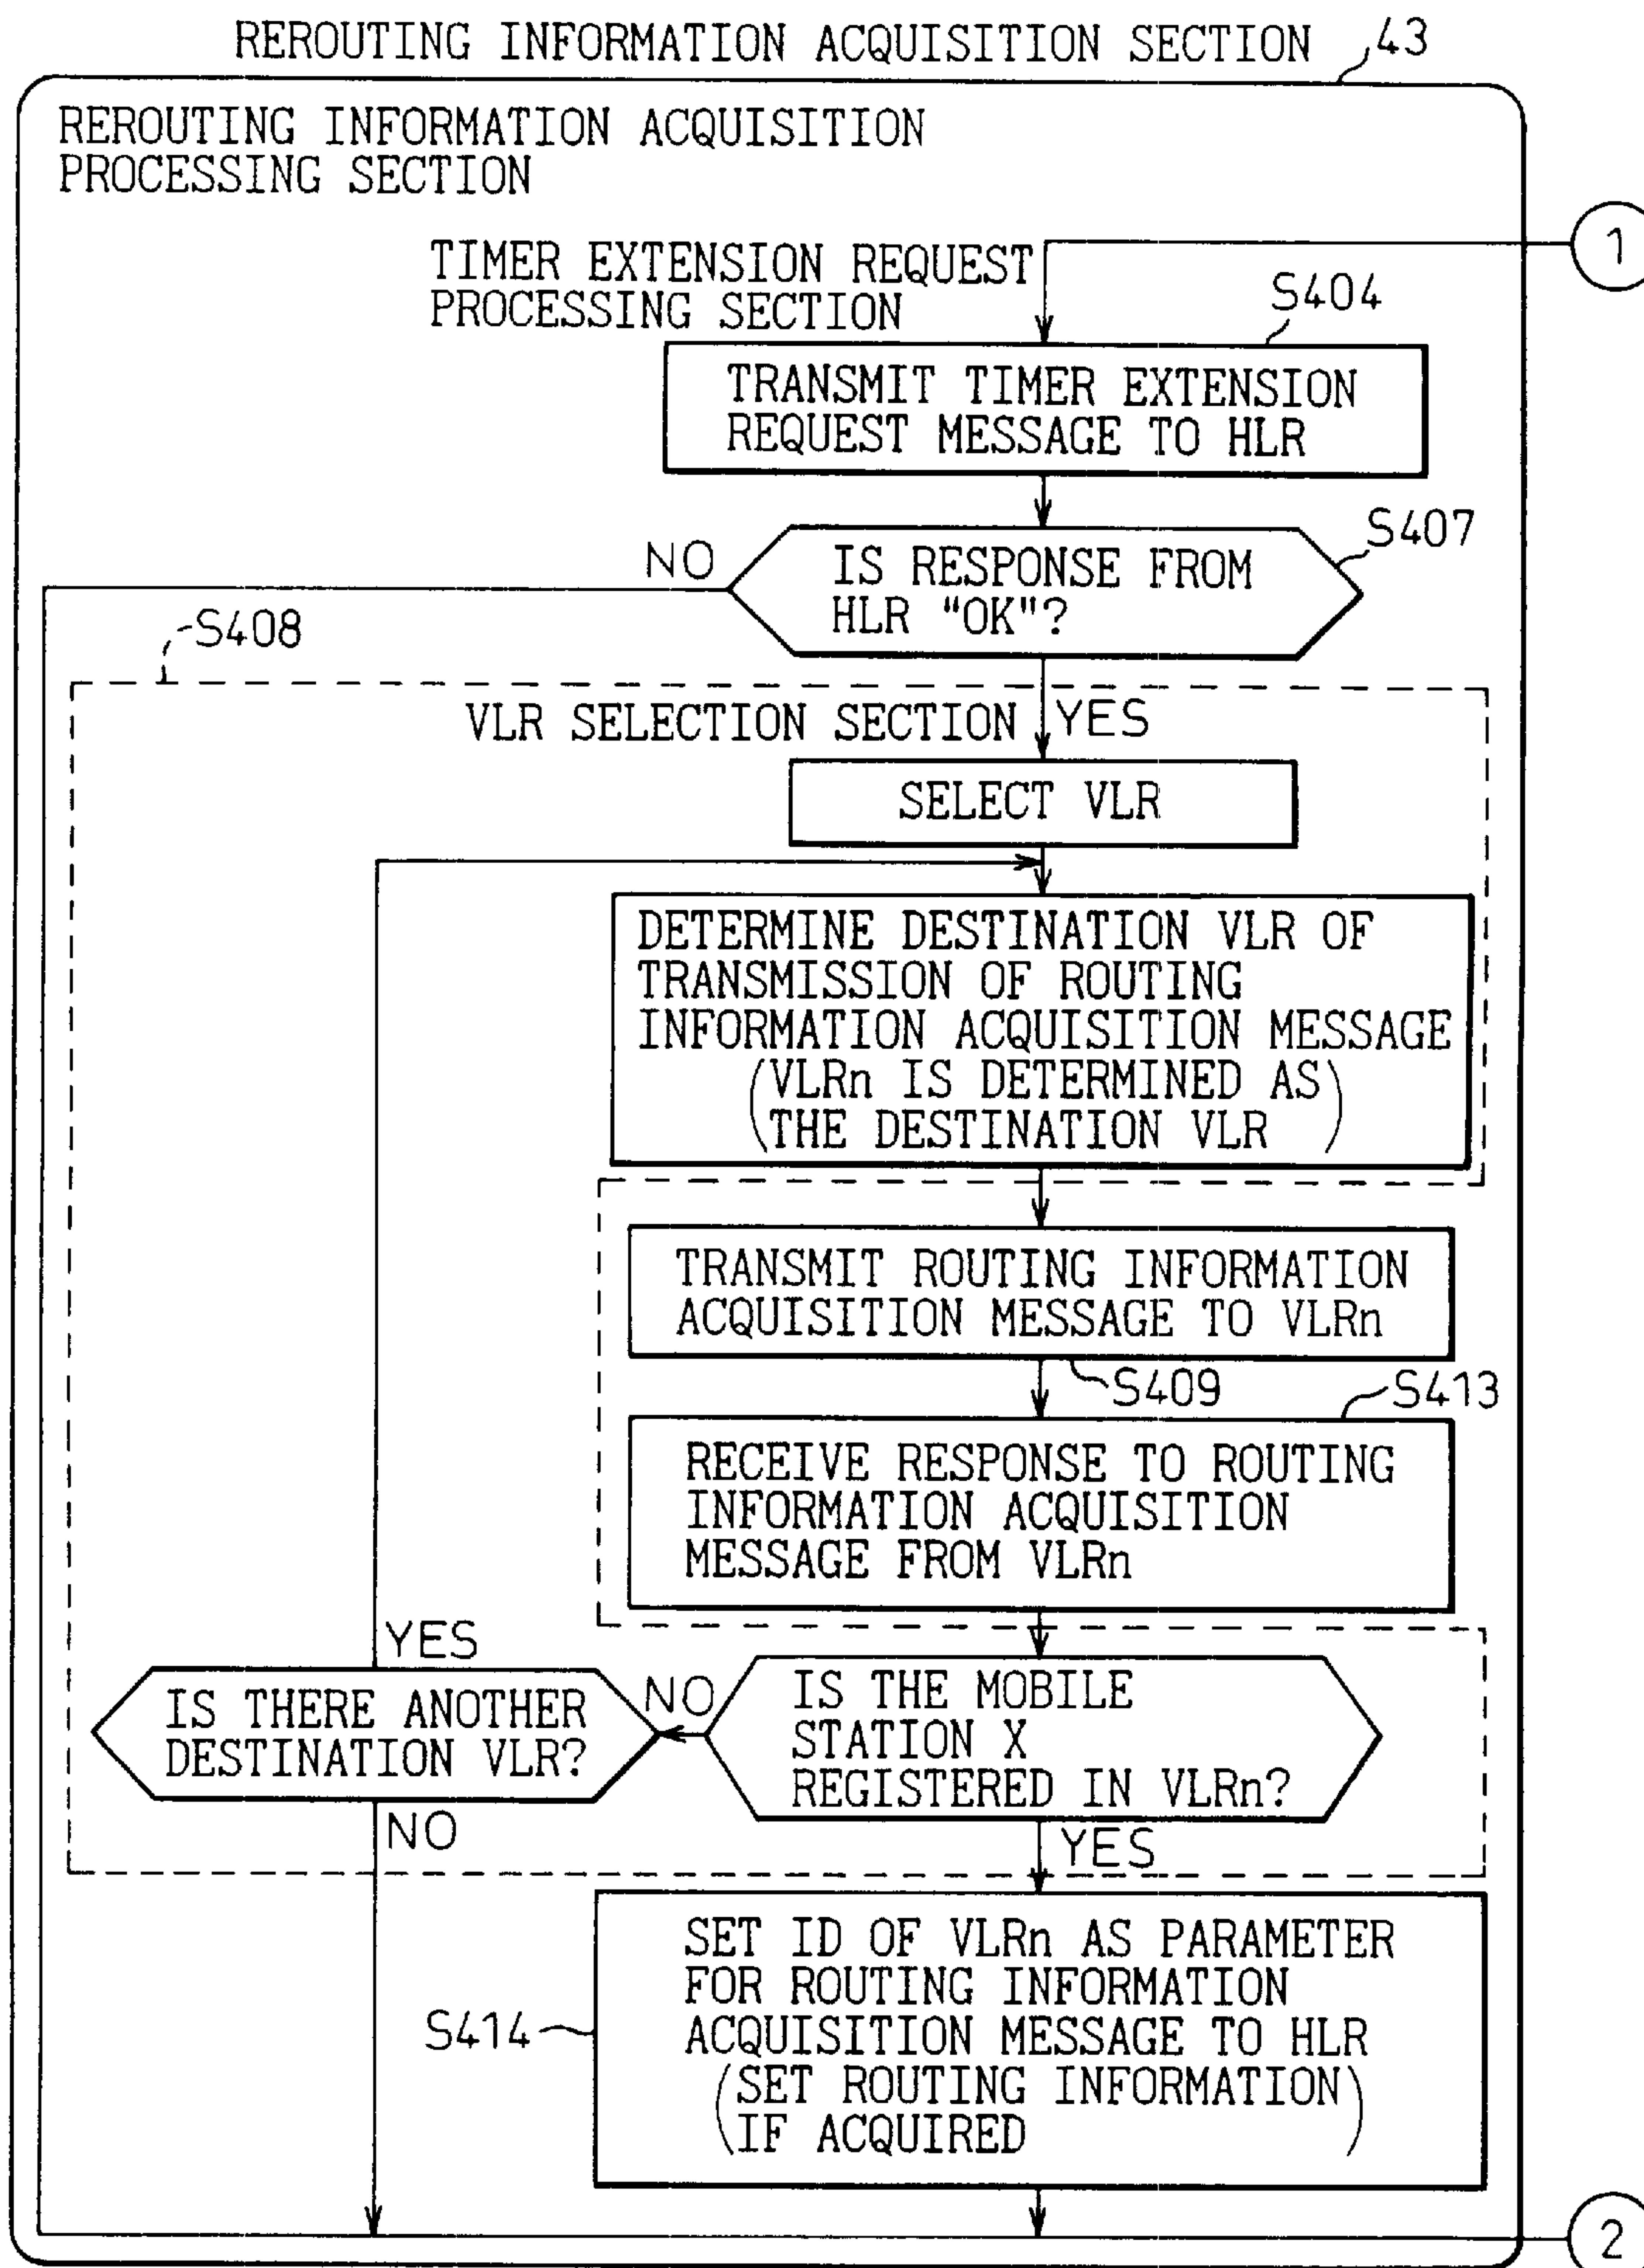 REROUTING INFORMATION ACQUISITION SECTION
43
REROUTING INFORMATION ACQUISITION
PROCESSING SECTION
1
TIMER EXTENSION REQUEST
PROCESSING SECTION
S404
TRANSMIT TIMER EXTENSION
REQUEST MESSAGE TO HLR
S407
NO
IS RESPONSE FROM
HLR "OK"?
S408
VLR SELECTION SECTION
YES
SELECT VLR
DETERMINE DESTINATION VLR OF
TRANSMISSION OF ROUTING
INFORMATION ACQUISITION MESSAGE
(VLRn IS DETERMINED AS
THE DESTINATION VLR)
TRANSMIT ROUTING INFORMATION
ACQUISITION MESSAGE TO VLRn
S409
S413
RECEIVE RESPONSE TO ROUTING
INFORMATION ACQUISITION
MESSAGE FROM VLRn
YES
IS THERE ANOTHER
DESTINATION VLR?
NO
IS THE MOBILE
STATION X
REGISTERED IN VLRn?
NO
YES
S414
SET ID OF VLRn AS PARAMETER
FOR ROUTING INFORMATION
ACQUISITION MESSAGE TO HLR
(SET ROUTING INFORMATION
IF ACQUIRED)
2